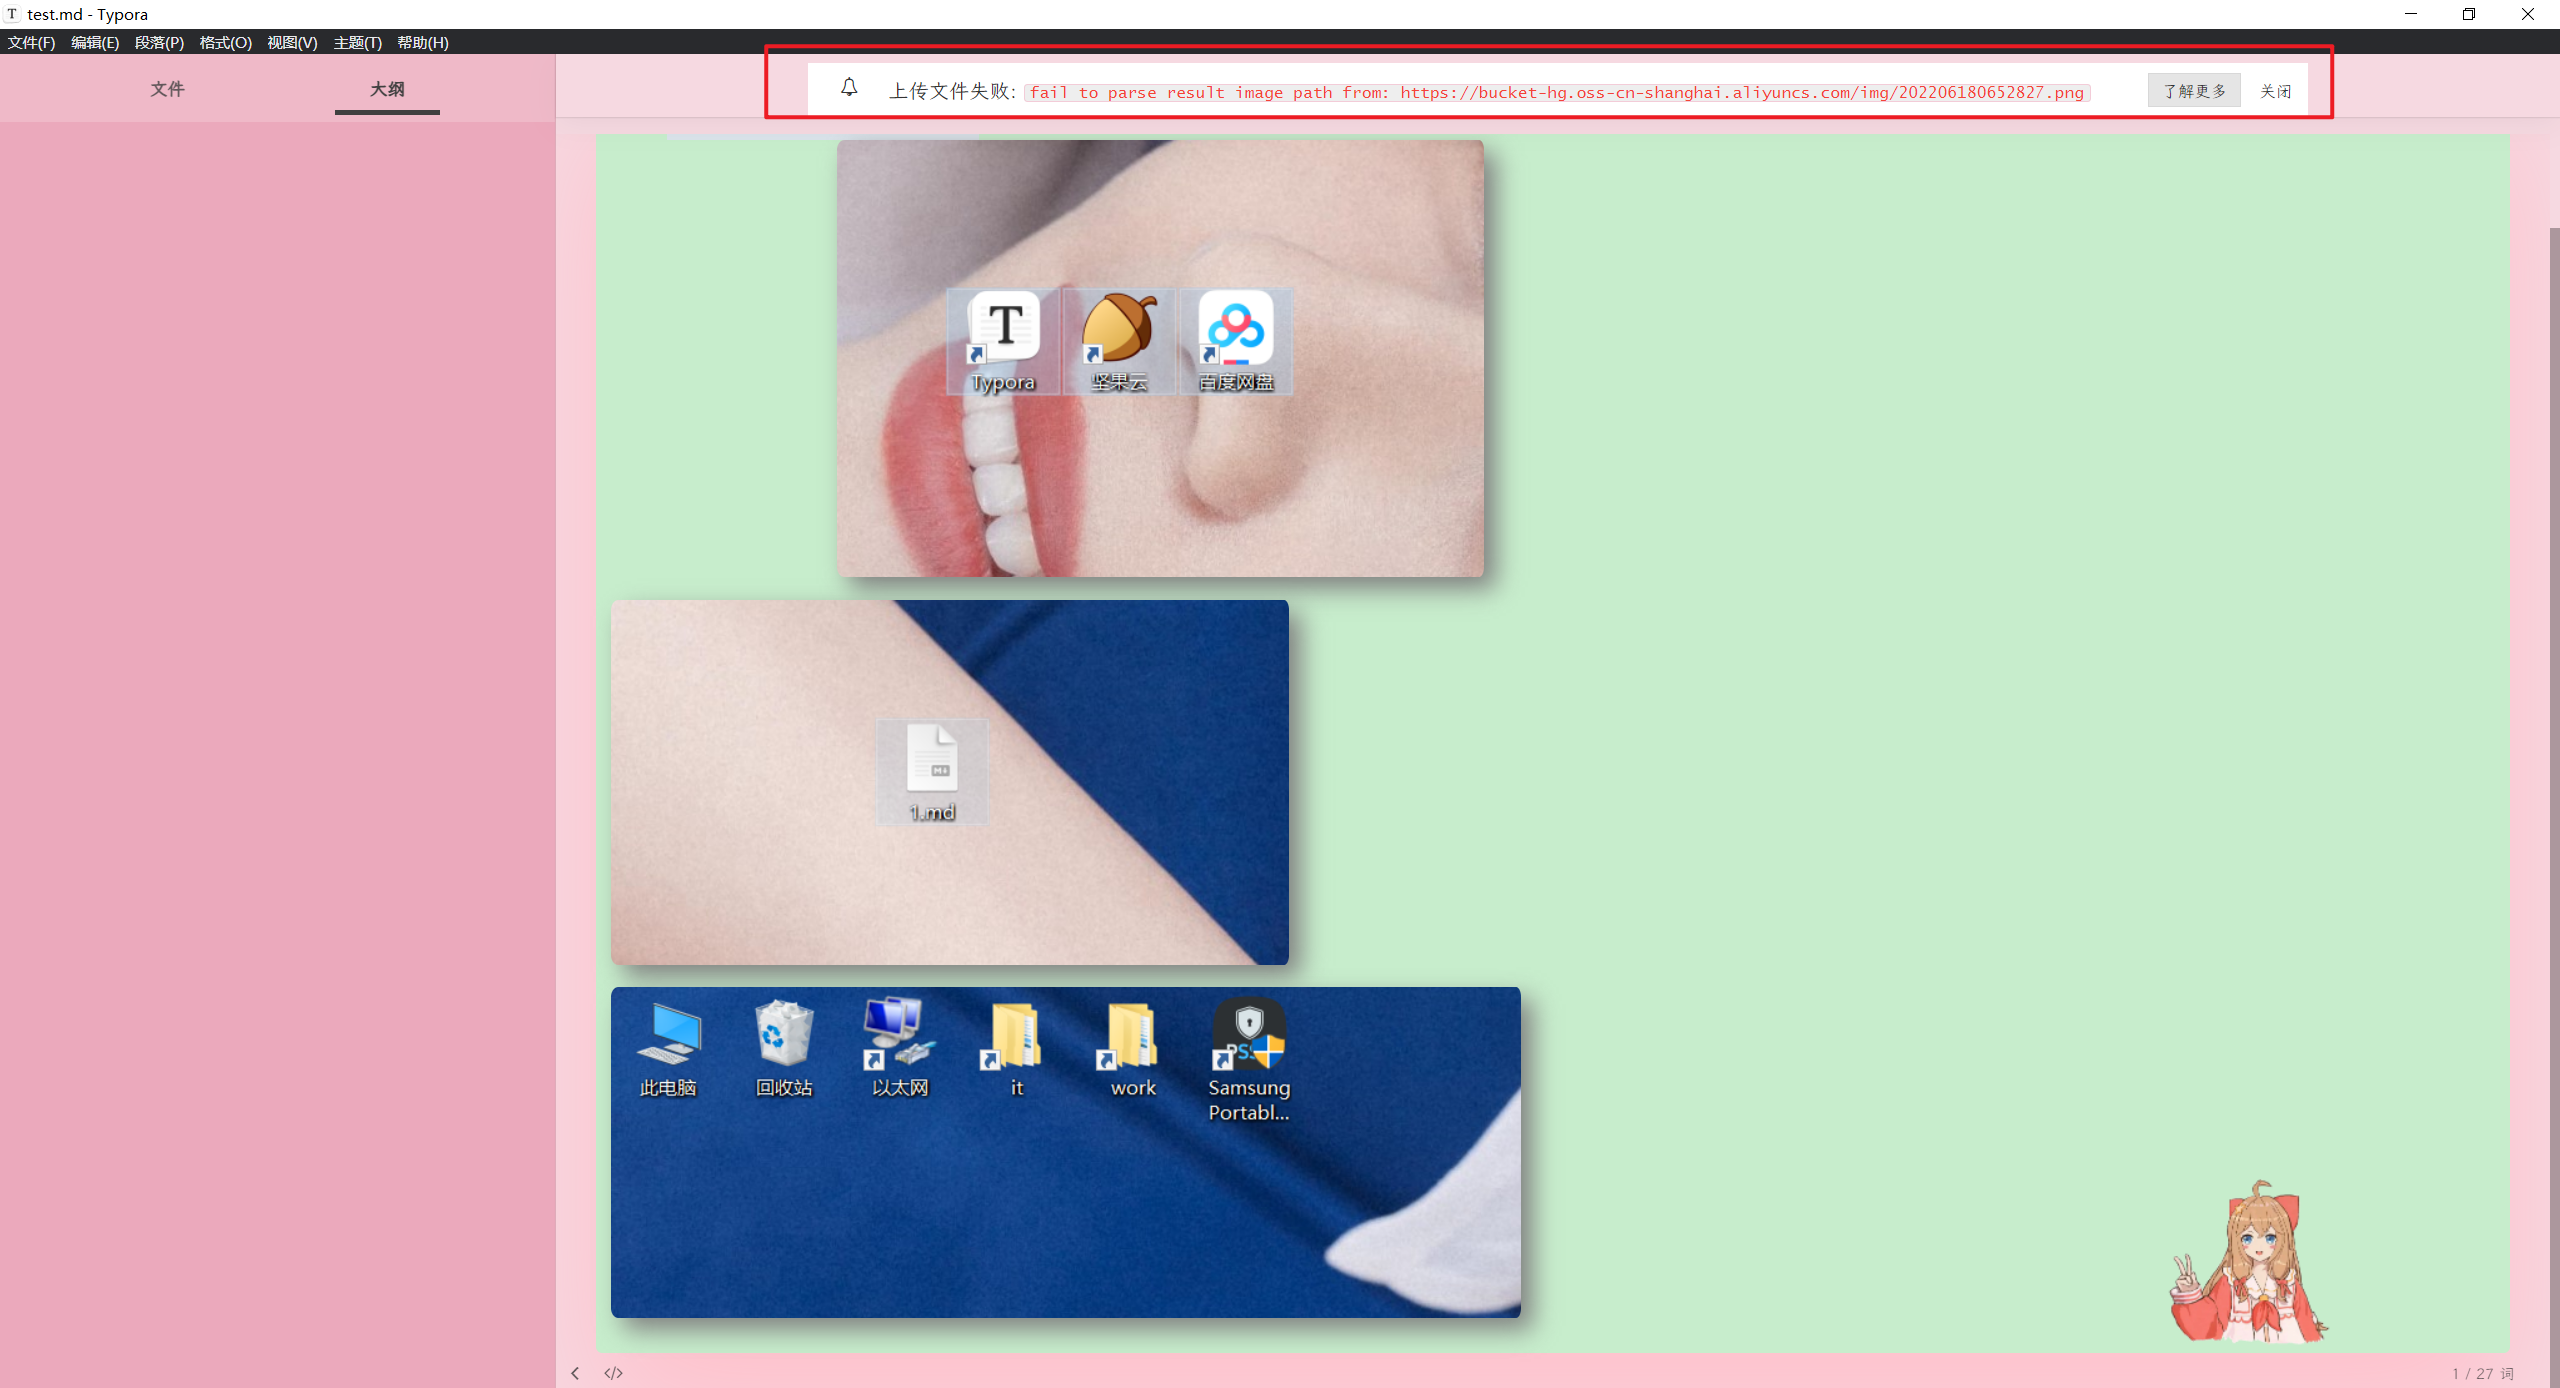 test.md - Typora
文件(F) 编辑(E) 段落(P) 格式(O) 视图(V) 主题(T) 帮助(H)
文件 大纲
上传文件失败: fail to parse result image path from: https://bucket-hg.oss-cn-shanghai.aliyuncs.com/img/202206180652827.png 了解更多 关闭
Typora 坚果云 百度网盘
1.md
此电脑 回收站 以太网 it work Samsung
Portabl...
1 / 27 词